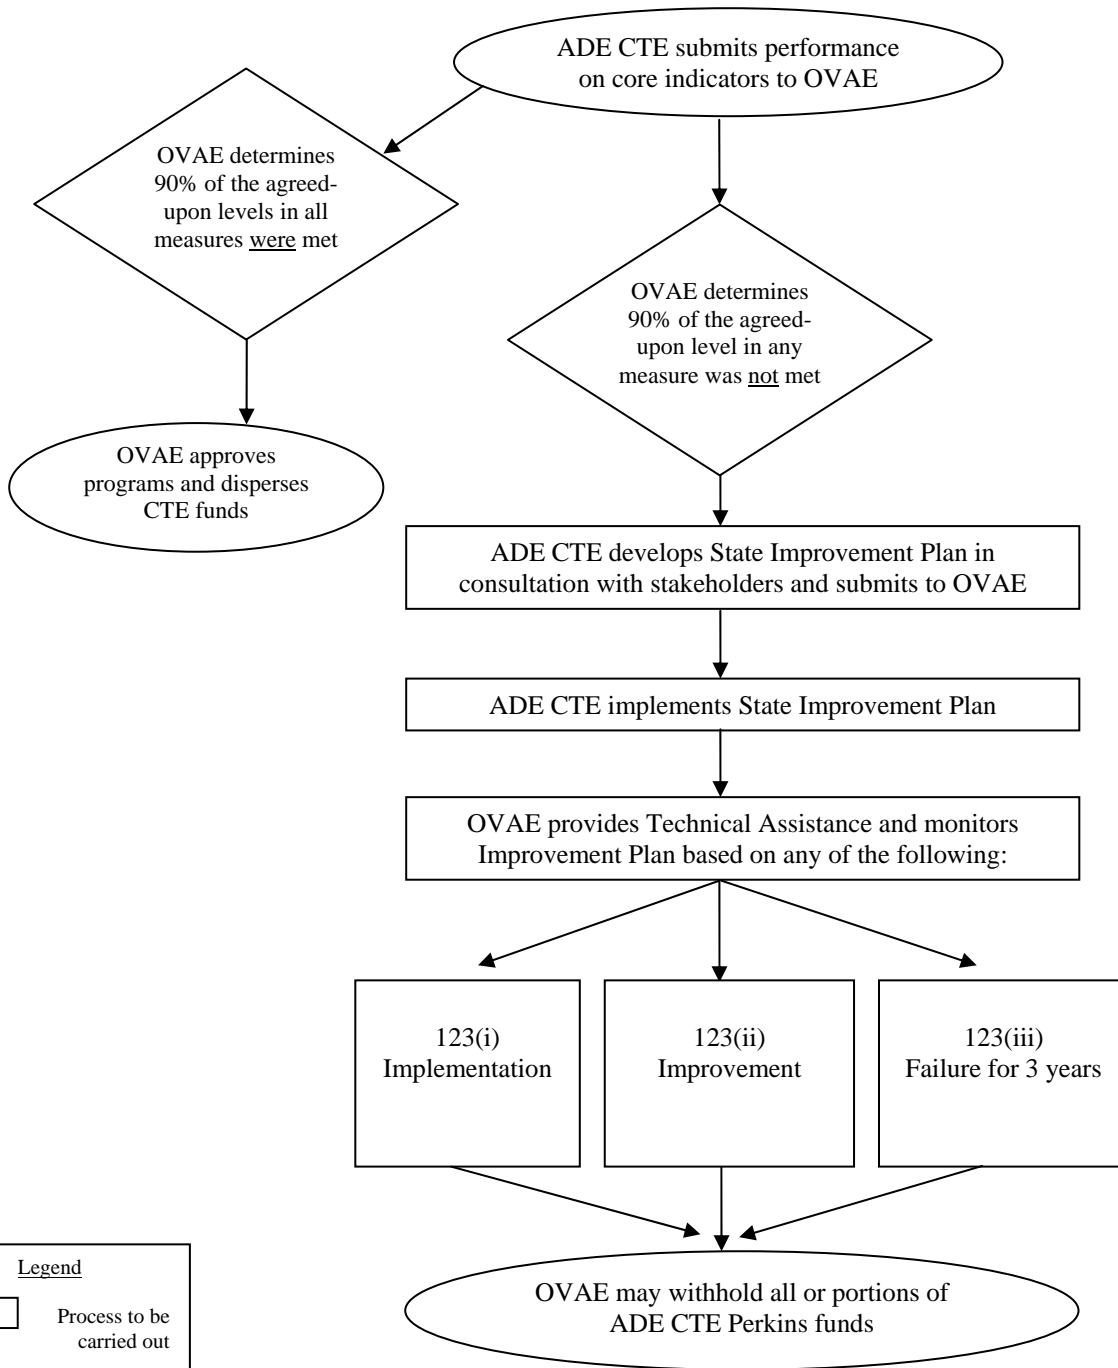 ADE CTE submits performance
on core indicators to OVAE
OVAE determines
90% of the agreed-
upon levels in all
measures were met
OVAE determines
90% of the agreed-
upon level in any
measure was not met
OVAE approves
programs and disperses
CTE funds
ADE CTE develops State Improvement Plan in
consultation with stakeholders and submits to OVAE
ADE CTE implements State Improvement Plan
OVAE provides Technical Assistance and monitors
Improvement Plan based on any of the following:
123(i)
Implementation
123(ii)
Improvement
123(iii)
Failure for 3 years
OVAE may withhold all or portions of
ADE CTE Perkins funds
Legend
Process to be
carried out